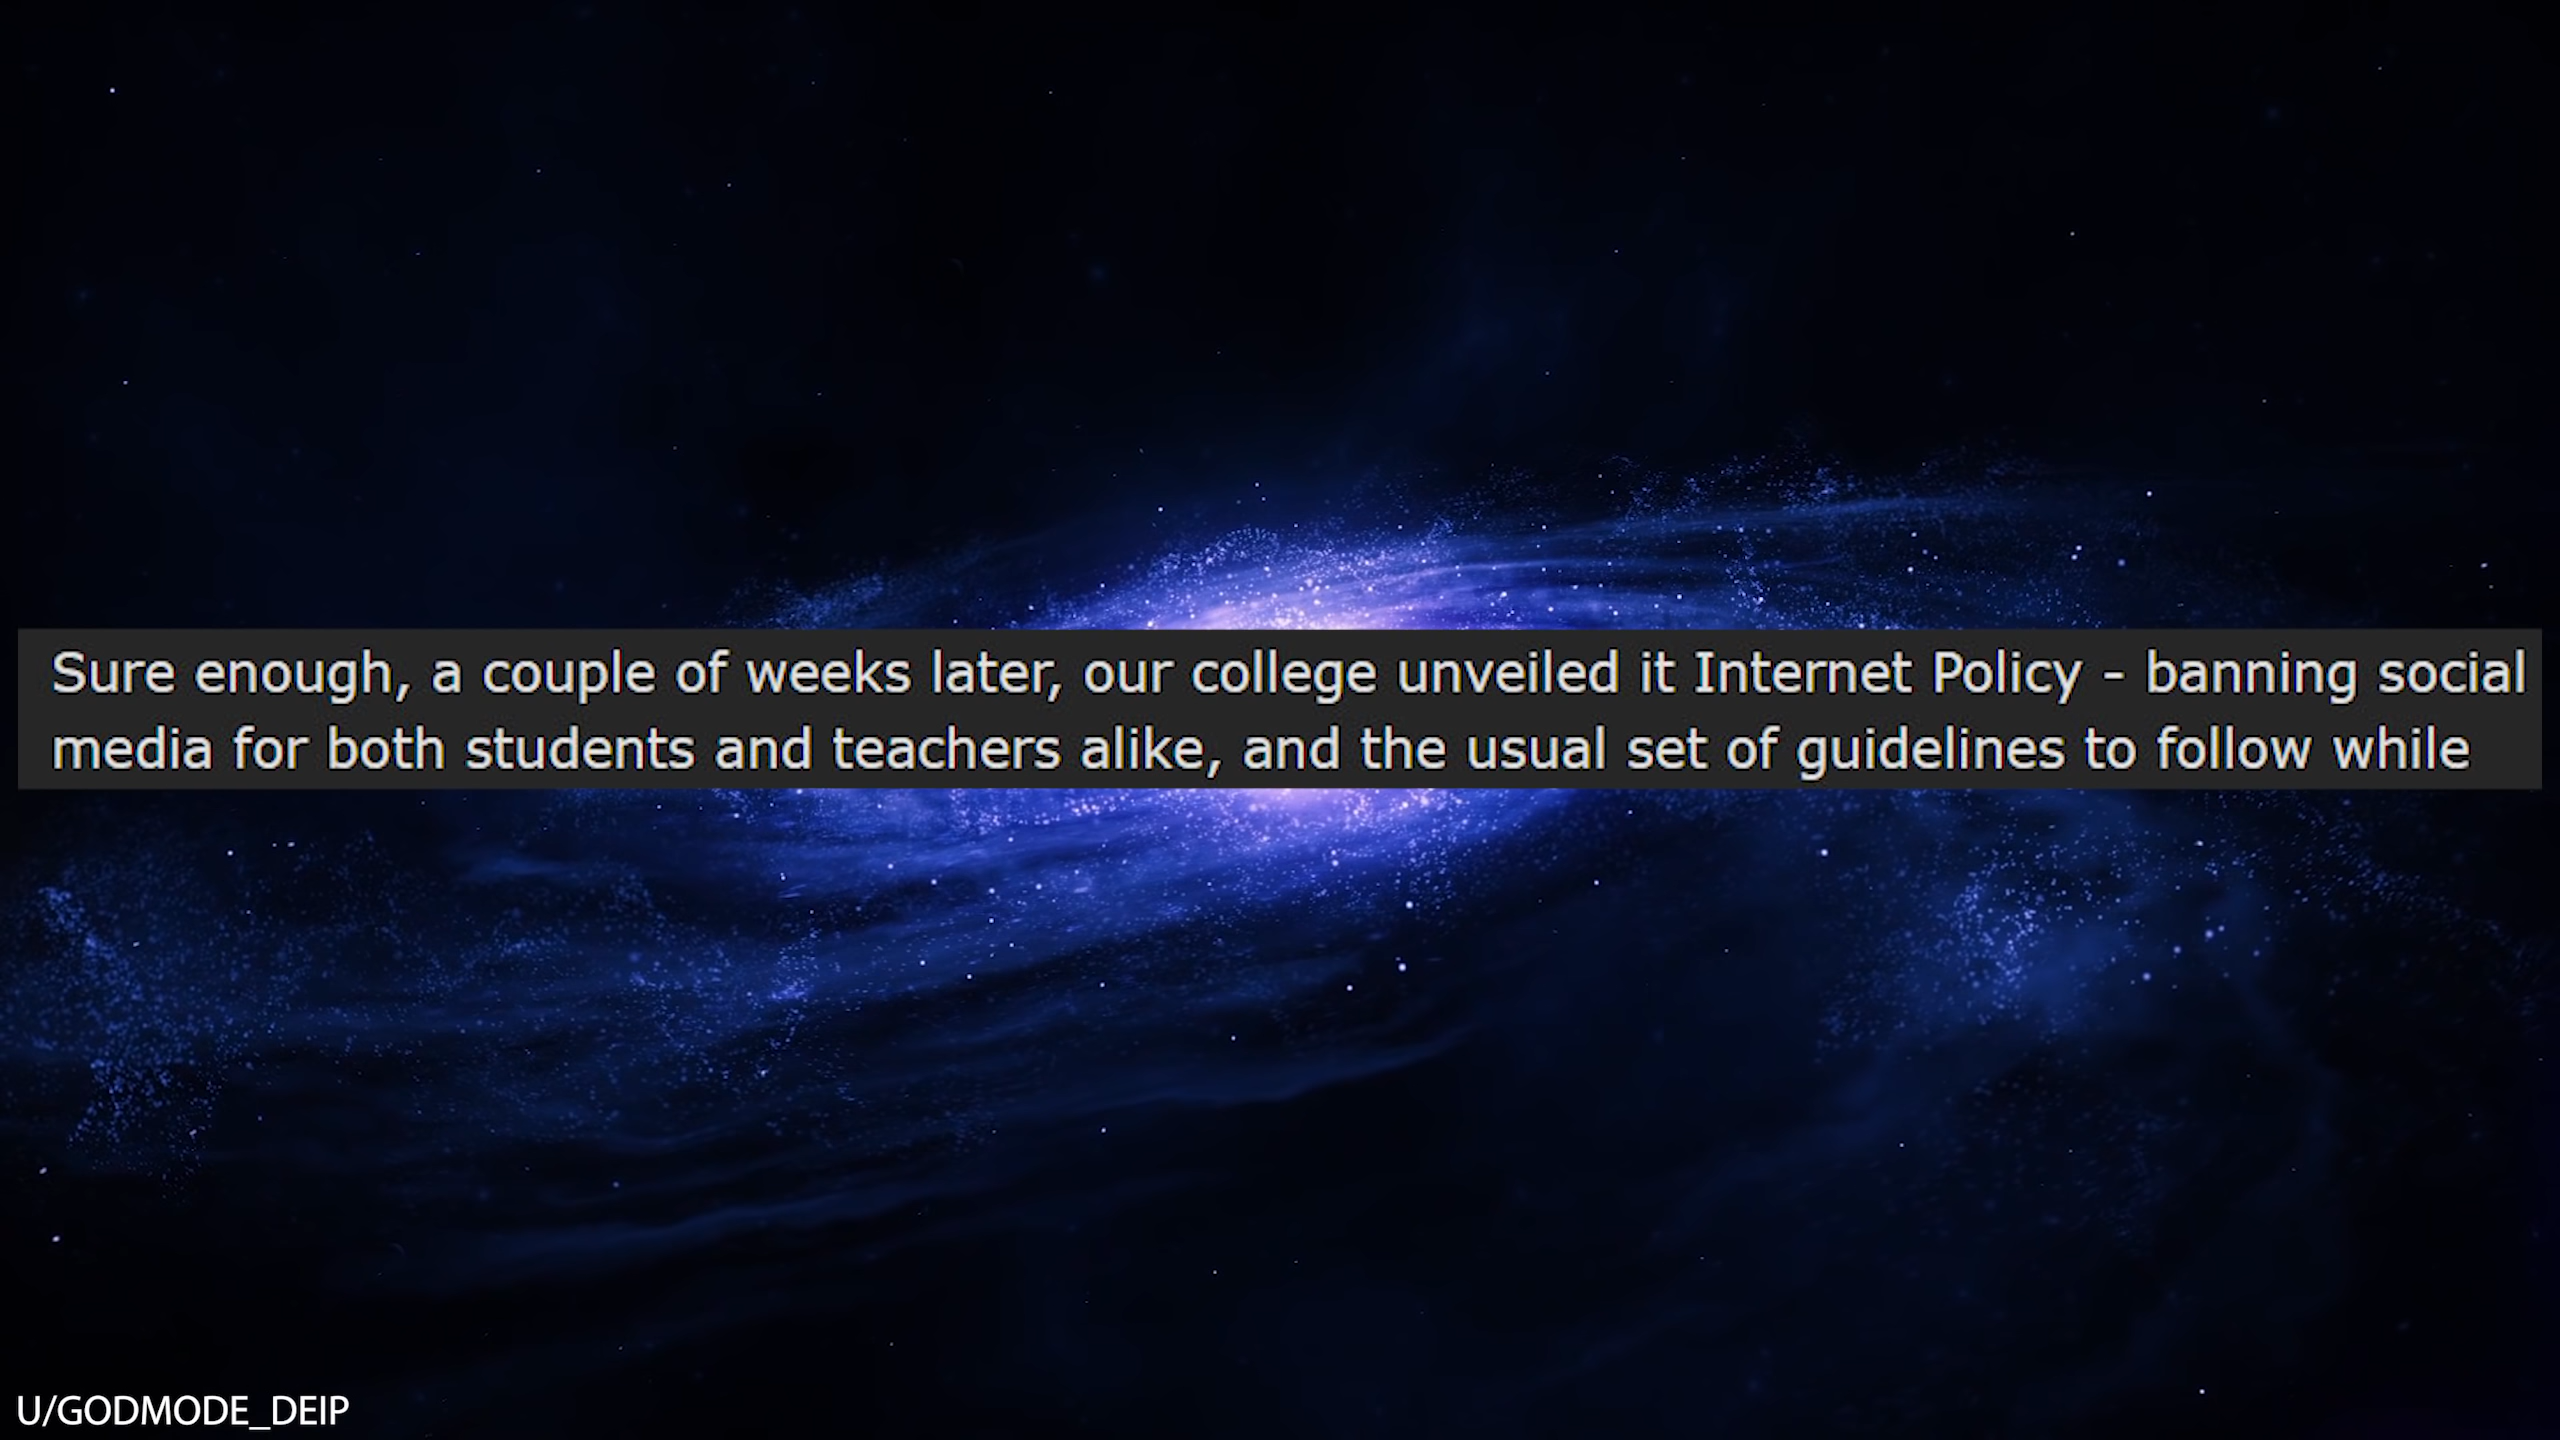 Sure enough, a couple of weeks later, our college unveiled it Internet Policy - banning social
media for both students and teachers alike, and the usual set of guidelines to follow while
U/GODMODE_DEIP